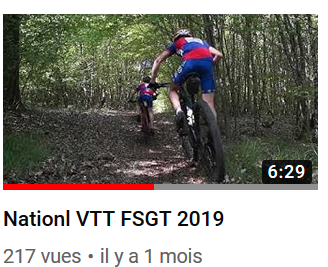 6:29
Nationl VTT FSGT 2019
217 vues • il y a 1 mois